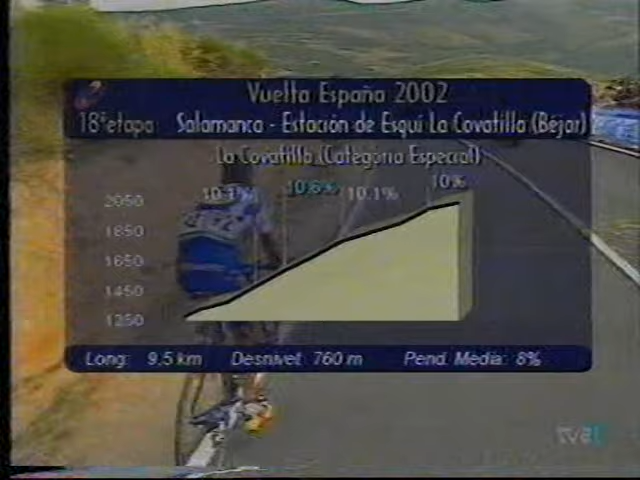 Vuelta España 2002
18ªetapa Salamanca - Estación de Esquí La Covatilla (Béjar)
La Covatilla (Categoría Especial)
10.1% 10.6% 10.1% 10%
2050
1850
1650
1450
1250
Long: 9,5 km Desnivel: 760 m Pend. Media: 8%
tve1